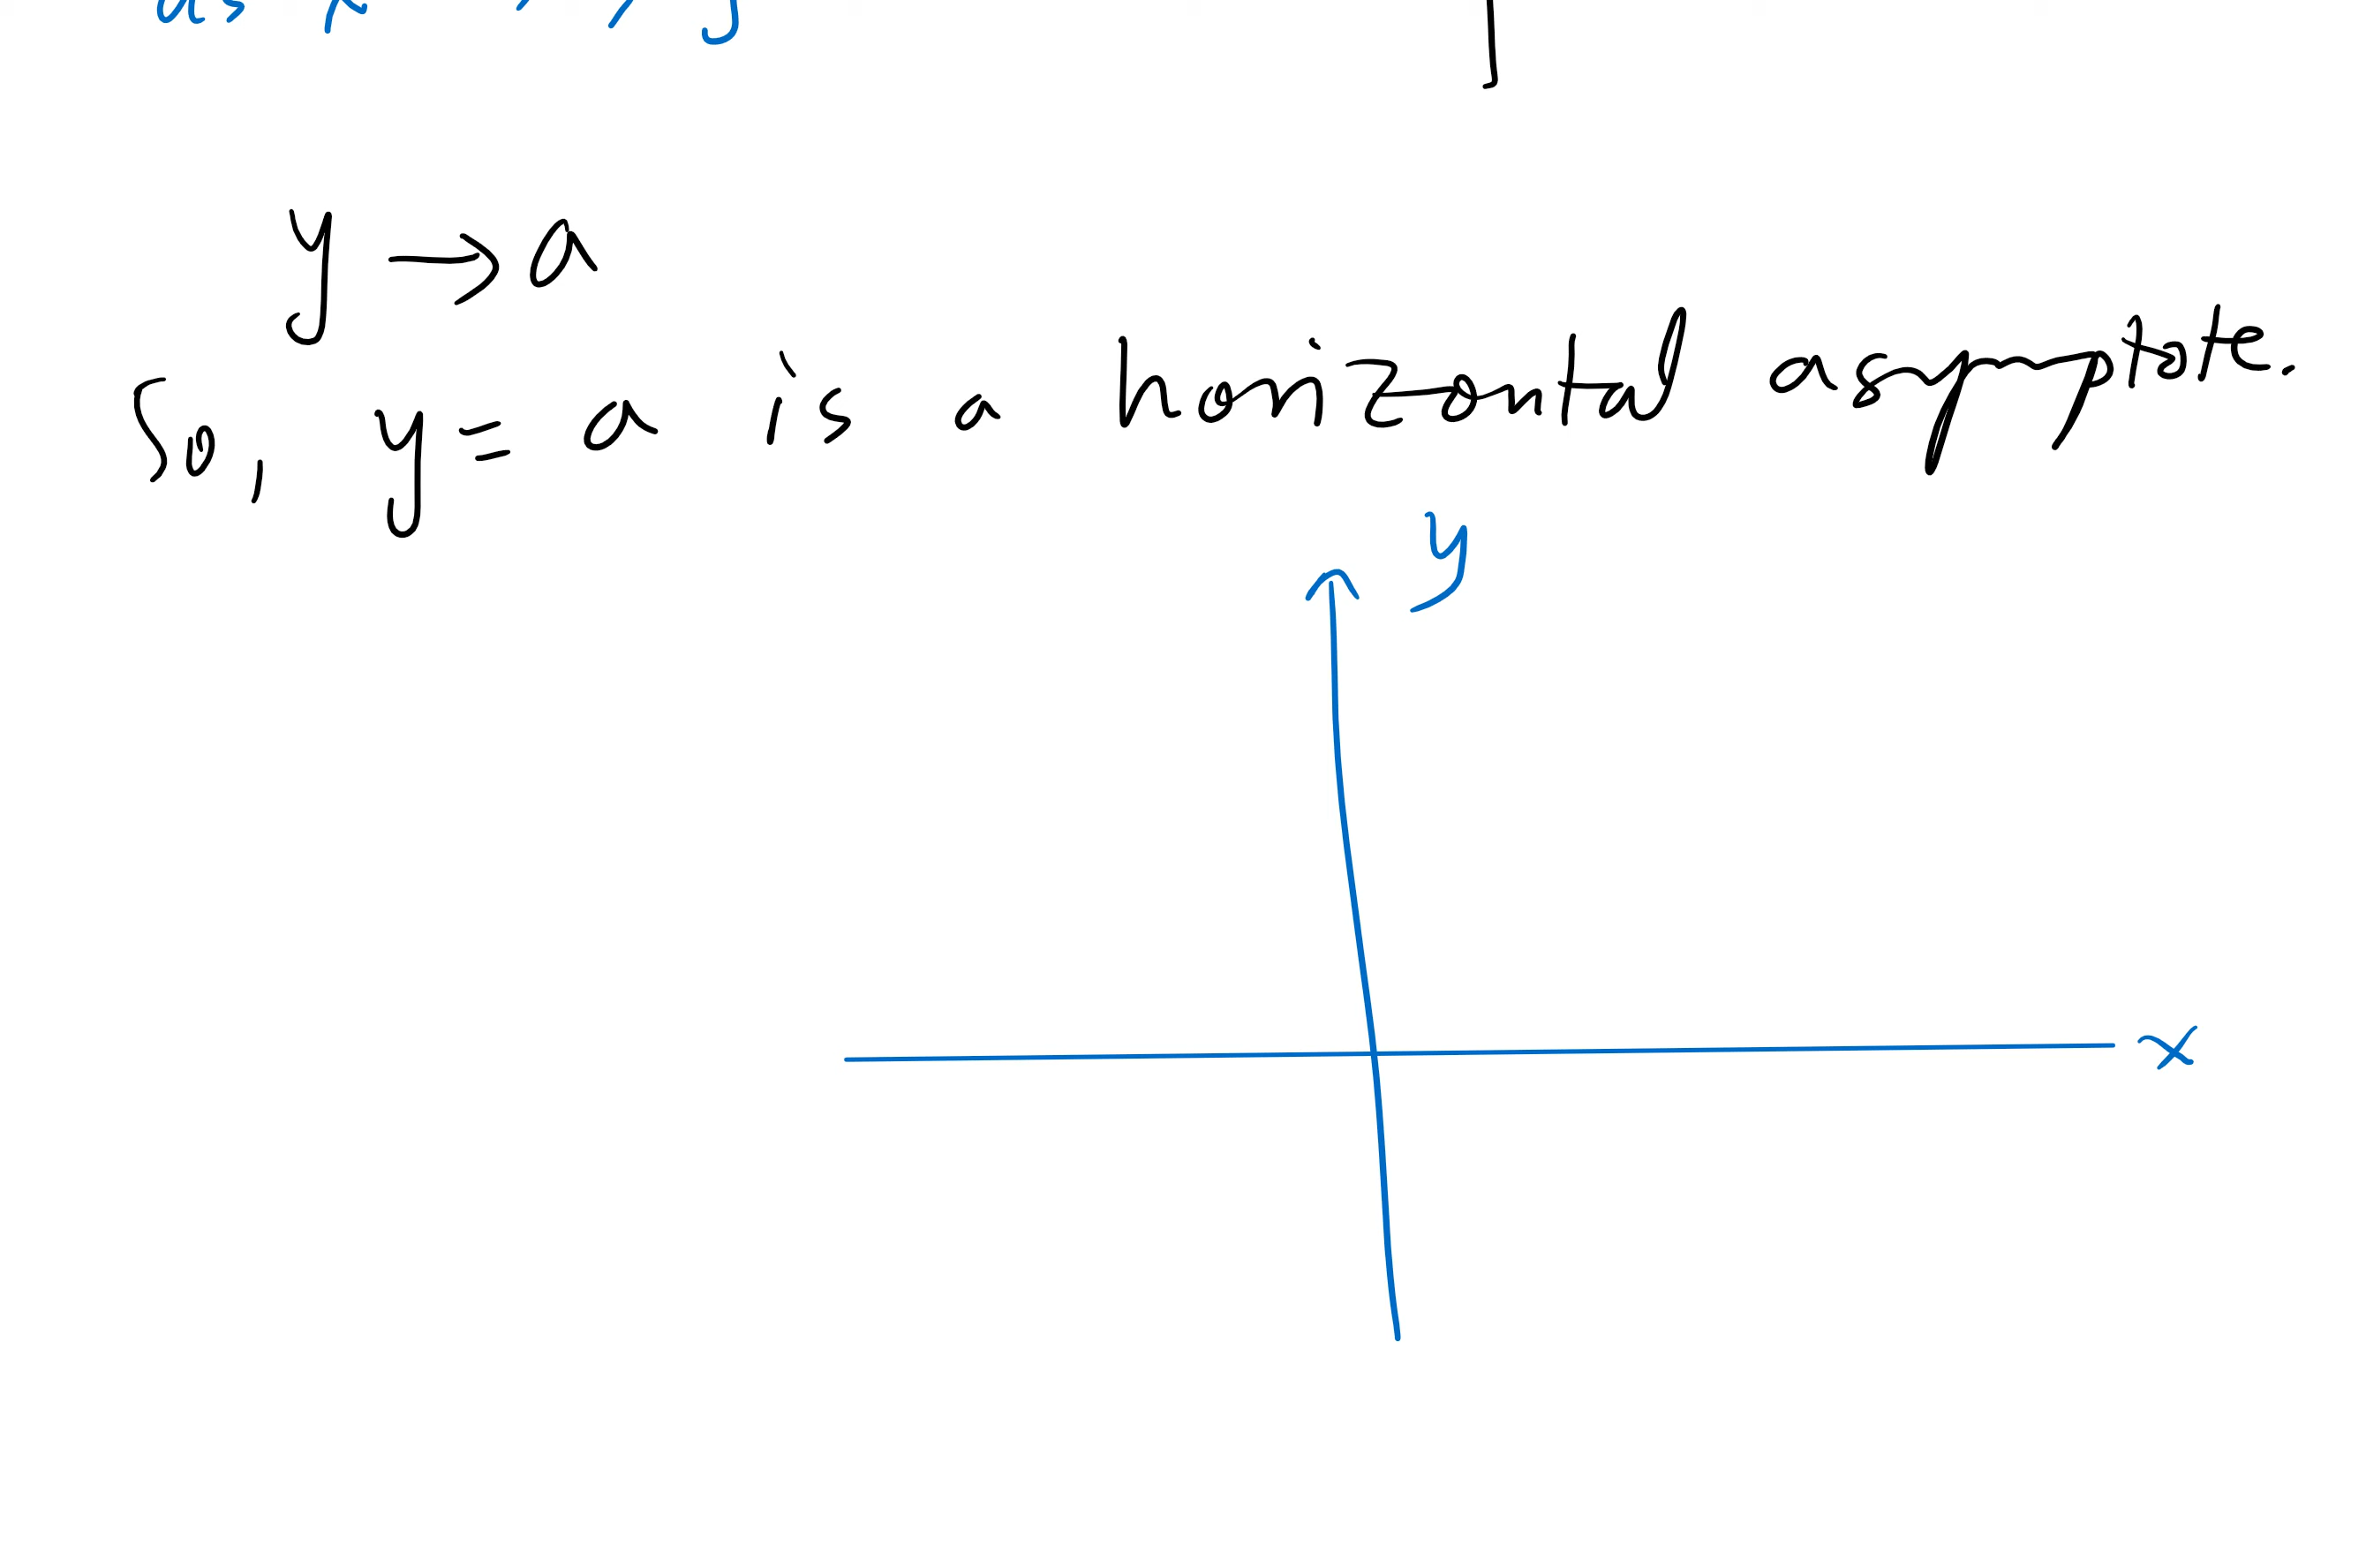 y → a
So, y = a is a horizontal asymptote.
y
x